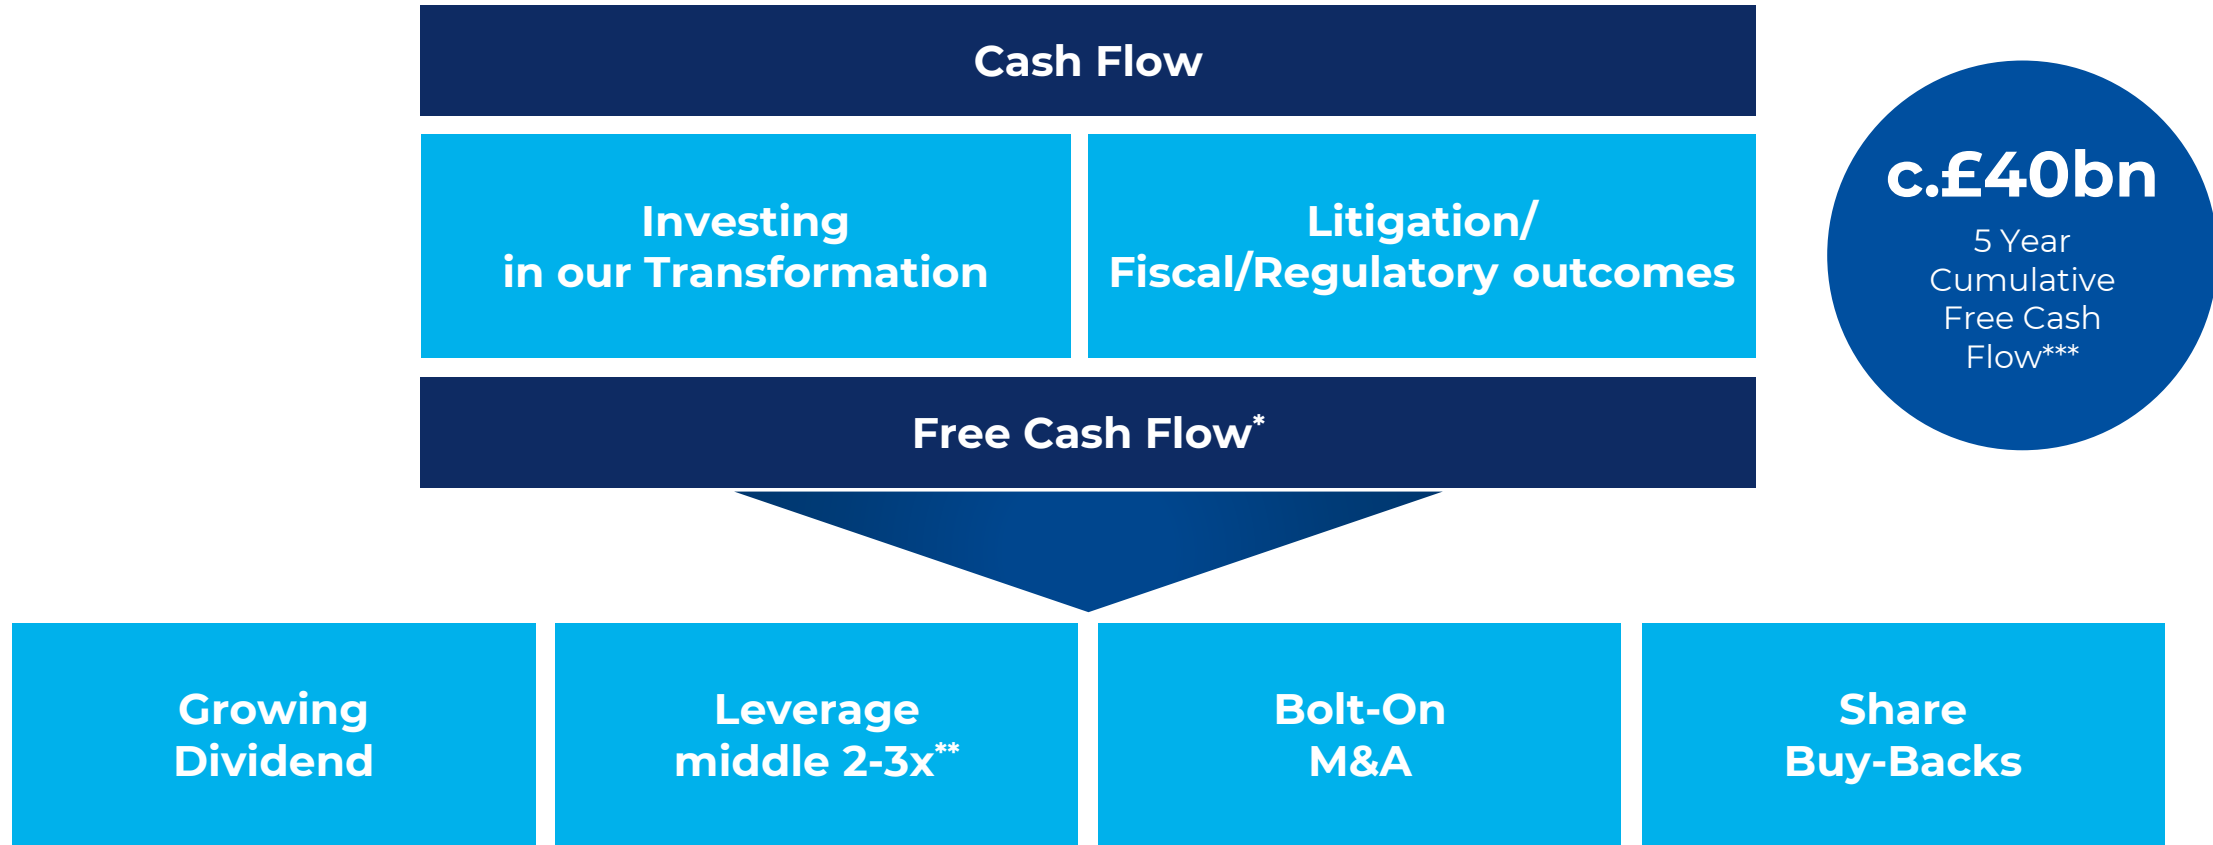 Cash Flow
Investing
in our Transformation
Litigation/
Fiscal/Regulatory outcomes
c.£40bn
5 Year
Cumulative
Free Cash
Flow***
Free Cash Flow*
Growing
Dividend
Leverage
middle 2-3x**
Bolt-On
M&A
Share
Buy-Backs